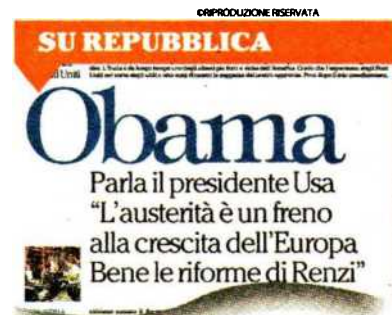 ©RIPRODUZIONE RISERVATA
SU REPUBBLICA
Uniti
Obama
Parla il presidente Usa
“L’austerità è un freno
alla crescita dell’Europa
Bene le riforme di Renzi”